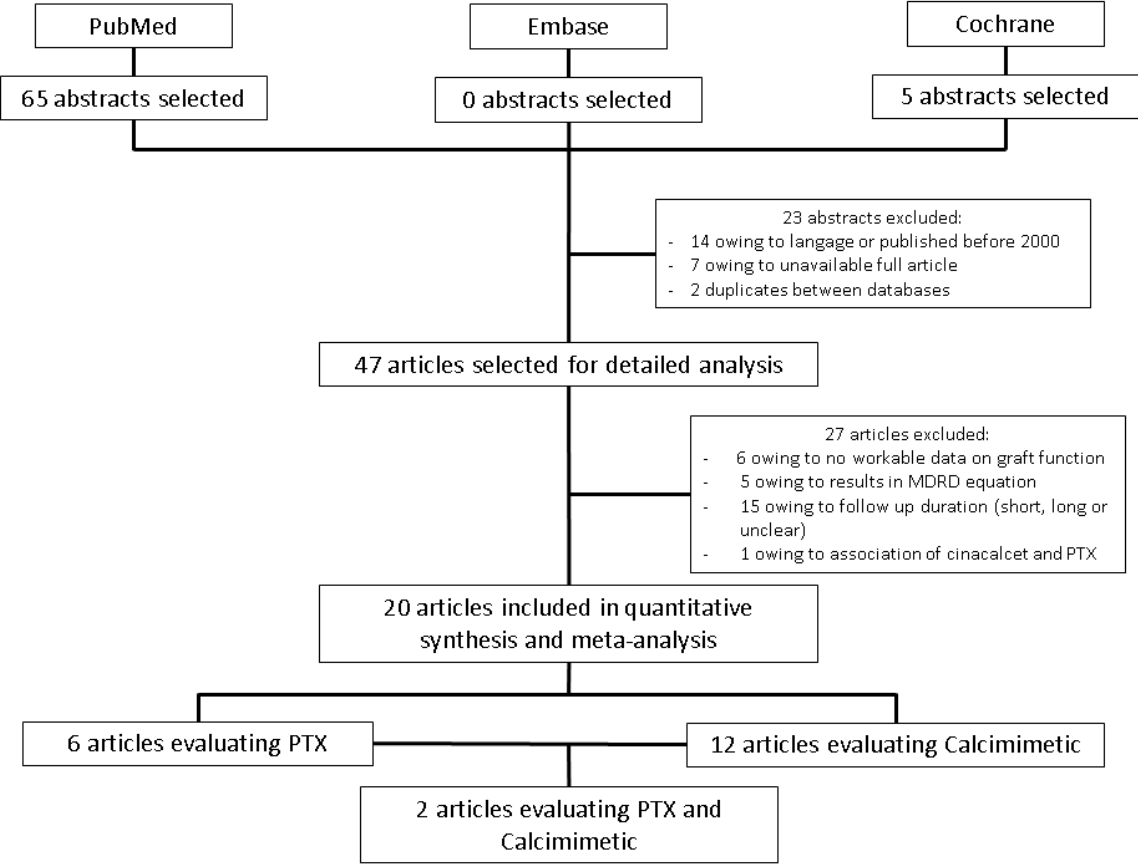 PubMed
Embase
Cochrane
65 abstracts selected
0 abstracts selected
5 abstracts selected
23 abstracts excluded:
- 14 owing to langage or published before 2000
- 7 owing to unavailable full article
- 2 duplicates between databases
47 articles selected for detailed analysis
27 articles excluded:
- 6 owing to no workable data on graft function
- 5 owing to results in MDRD equation
- 15 owing to follow up duration (short, long or
unclear)
- 1 owing to association of cinacalcet and PTX
20 articles included in quantitative
synthesis and meta-analysis
6 articles evaluating PTX
12 articles evaluating Calcimimetic
2 articles evaluating PTX and
Calcimimetic